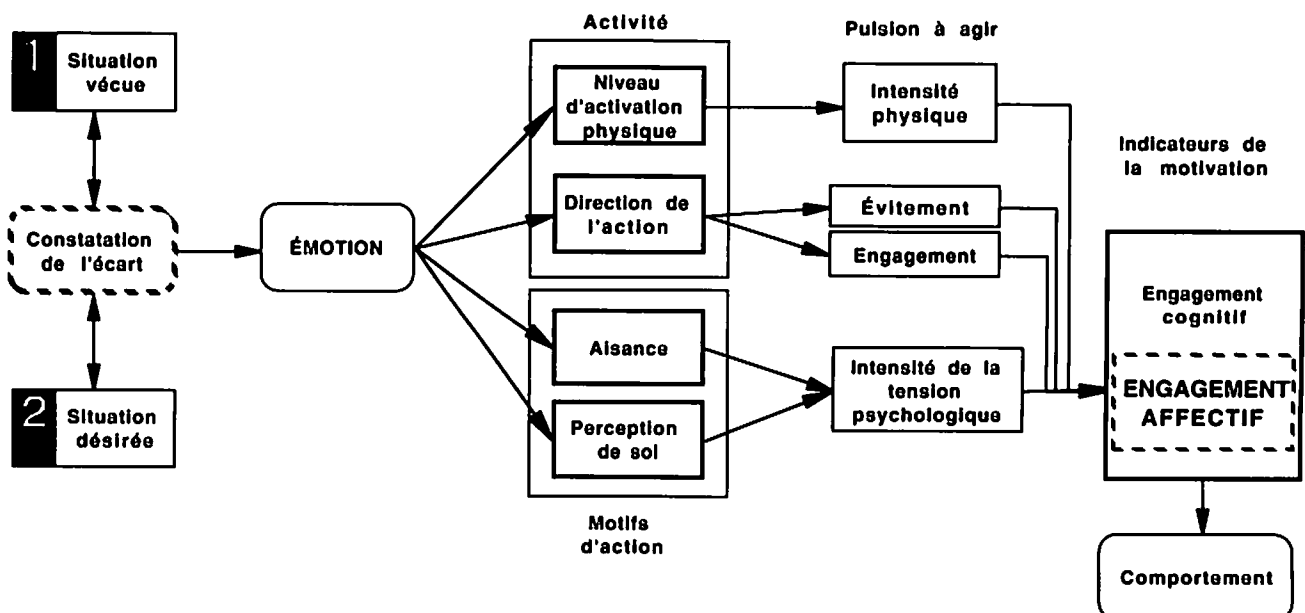 1
Situation
vécue
Constatation
de l'écart
2
Situation
désirée
ÉMOTION
Activité
Niveau
d'activation
physique
Direction de
l'action
Aisance
Perception
de soi
Motifs
d'action
Pulsion à agir
Intensité
physique
Évitement
Engagement
Intensité de la
tension
psychologique
Indicateurs de
la motivation
Engagement
cognitif
ENGAGEMENT
AFFECTIF
Comportement